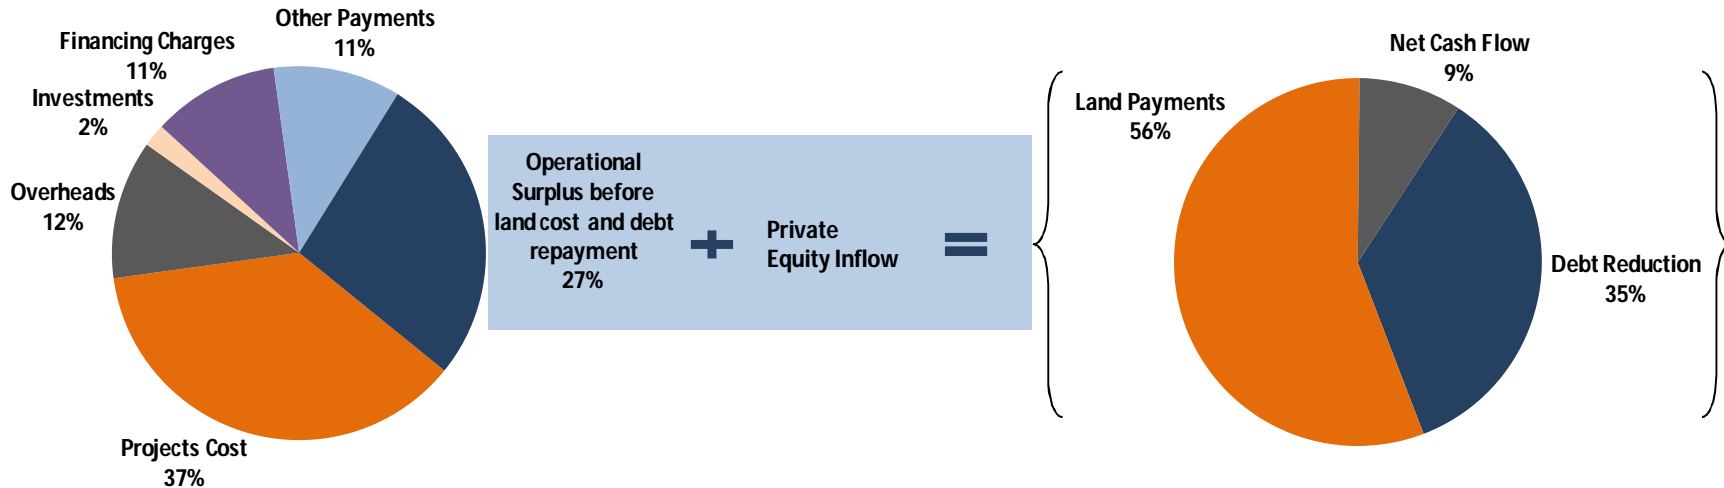 Other Payments
11%
Financing Charges
11%
Investments
2%
Overheads
12%
Projects Cost
37%
Operational
Surplus before
land cost and debt
repayment
27%
+
Private
Equity Inflow
=
Net Cash Flow
9%
Land Payments
56%
Debt Reduction
35%